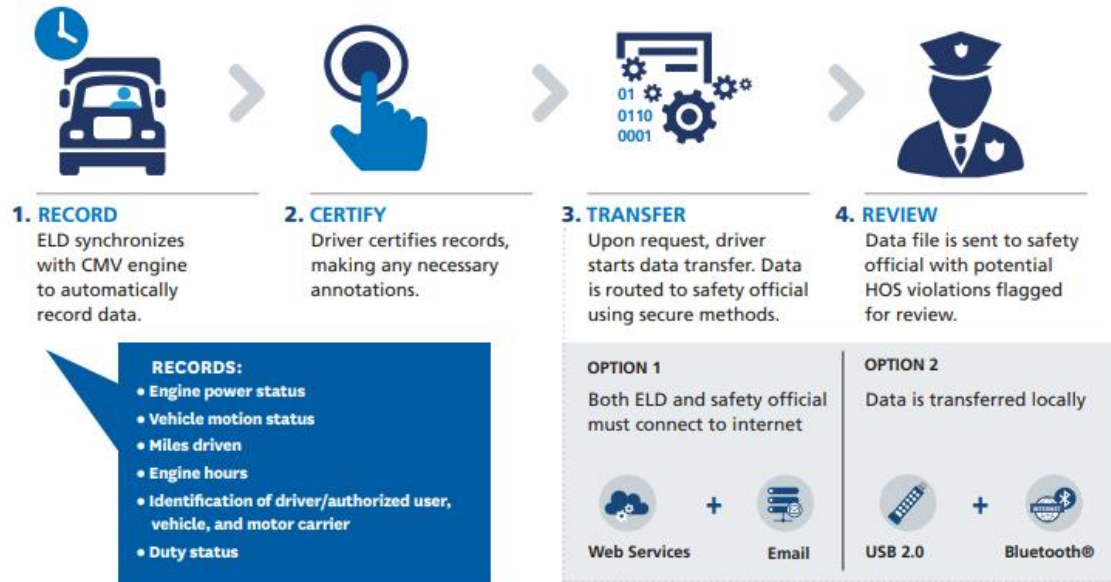 01
0110
0001
1. RECORD
ELD synchronizes
with CMV engine
to automatically
record data.
2. CERTIFY
Driver certifies records,
making any necessary
annotations.
3. TRANSFER
Upon request, driver
starts data transfer. Data
is routed to safety official
using secure methods.
4. REVIEW
Data file is sent to safety
official with potential
HOS violations flagged
for review.
RECORDS:
• Engine power status
• Vehicle motion status
• Miles driven
• Engine hours
• Identification of driver/authorized user,
vehicle, and motor carrier
• Duty status
OPTION 1
Both ELD and safety official
must connect to internet
+
Web Services
Email
OPTION 2
Data is transferred locally
+
INTERNET
USB 2.0
Bluetooth®